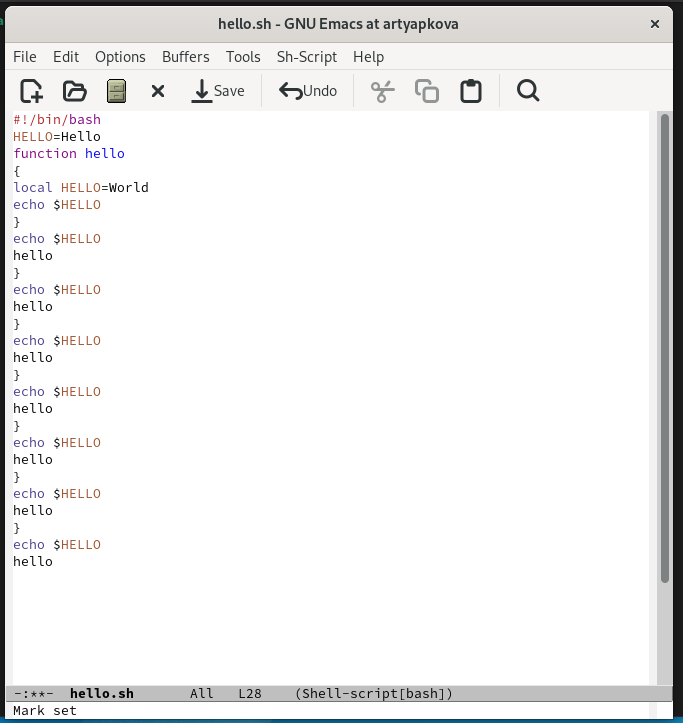 hello.sh - GNU Emacs at artyapkova
File Edit Options Buffers Tools Sh-Script Help
Save Undo
#!/bin/bash
HELLO=Hello
function hello
{
local HELLO=World
echo $HELLO
}
echo $HELLO
hello
}
echo $HELLO
hello
}
echo $HELLO
hello
}
echo $HELLO
hello
}
echo $HELLO
hello
}
echo $HELLO
hello
}
echo $HELLO
hello
-:**- hello.sh All L28 (Shell-script[bash])
Mark set